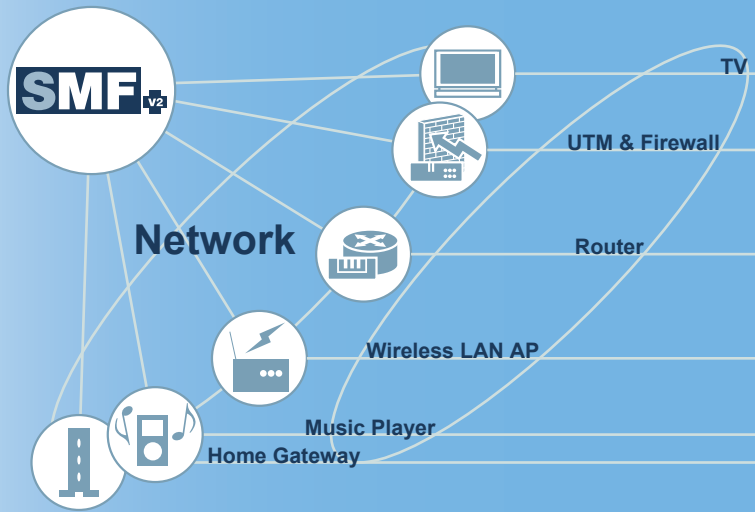 SMF V2
TV
UTM & Firewall
Network
Router
Wireless LAN AP
Music Player
Home Gateway